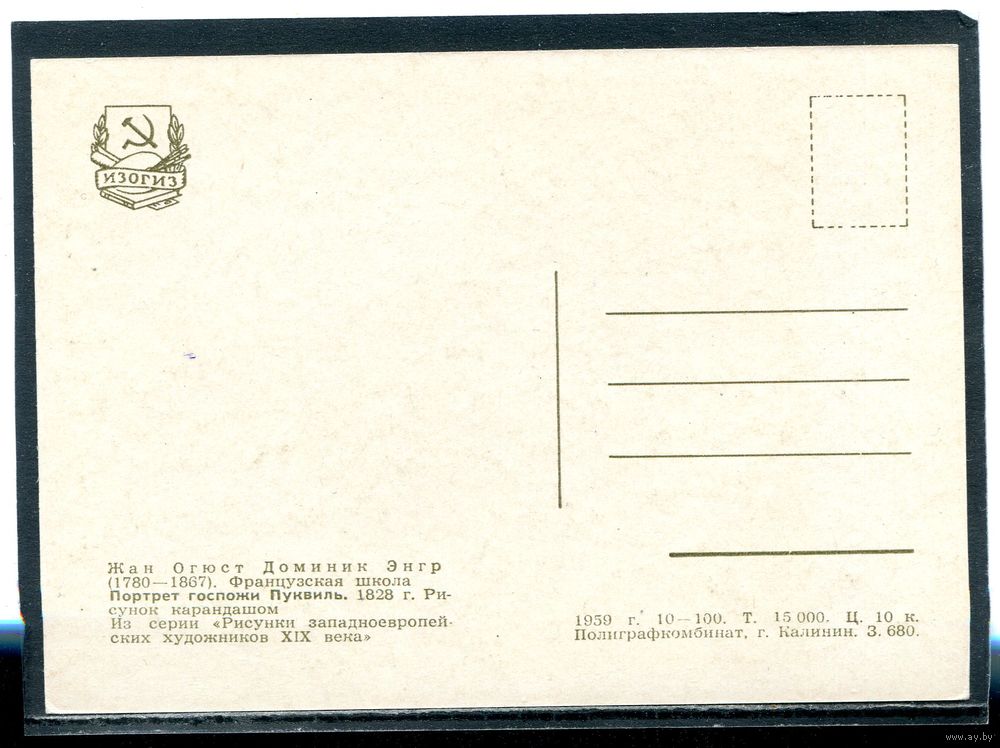 ИЗОГИЗ
Жан Огюст Доминик Энгр
(1780—1867). Французская школа
Портрет госпожи Пуквиль. 1828 г. Ри-
сунок карандашом
Из серии «Рисунки западноевропей-
ских художников XIX века»
1959 г. 10—100. Т. 15 000. Ц. 10 к.
Полиграфкомбинат, г. Калинин. З. 680.
www.ay.by